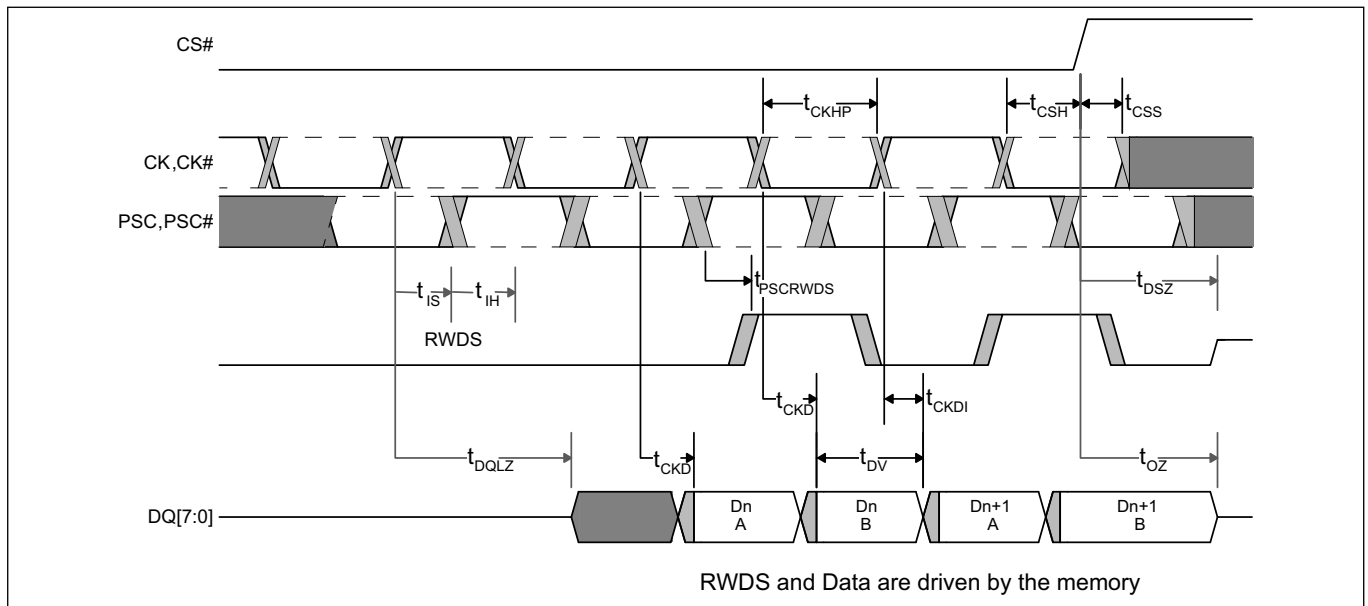 CS#
tCKHP
tCSH
tCSS
CK,CK#
PSC,PSC#
tIS
tIH
tPSCRWDS
tDSZ
RWDS
tCKD
tCKDI
tDQLZ
tCKD
tDV
tOZ
DQ[7:0]
Dn
A
Dn
B
Dn+1
A
Dn+1
B
RWDS and Data are driven by the memory